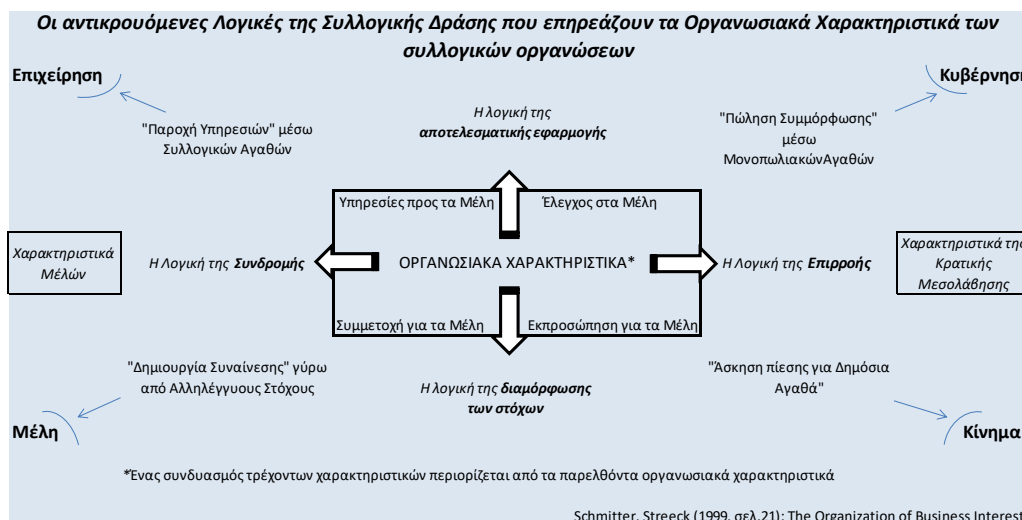 Οι αντικρουόμενες Λογικές της Συλλογικής Δράσης που επηρεάζουν τα Οργανωσιακά Χαρακτηριστικά των
συλλογικών οργανώσεων
Επιχείρηση
Κυβέρνηση
"Παροχή Υπηρεσιών" μέσω
Συλλογικών Αγαθών
Η λογική της
αποτελεσματικής εφαρμογής
"Πώληση Συμμόρφωσης"
μέσω
ΜονοπωλιακώνΑγαθών
Υπηρεσίες προς τα Μέλη
Έλεγχος στα Μέλη
Χαρακτηριστικά
Μέλών
Η Λογική της Συνδρομής
ΟΡΓΑΝΩΣΙΑΚΑ ΧΑΡΑΚΤΗΡΙΣΤΙΚΑ*
Η Λογική της Επιρροής
Χαρακτηριστικά της
Κρατικής
Μεσολάβησης
Συμμετοχή για τα Μέλη
Εκπροσώπηση για τα Μέλη
"Δημιουργία Συναίνεσης" γύρω
από Αλληλέγγυους Στόχους
Η λογική της διαμόρφωσης
των στόχων
"Άσκηση πίεσης για Δημόσια
Αγαθά"
Μέλη
Κίνημα
*Ένας συνδυασμός τρέχοντων χαρακτηριστικών περιορίζεται από τα παρελθόντα οργανωσιακά χαρακτηριστικά
Schmitter, Streeck (1999, σελ.21): The Organization of Business Interest